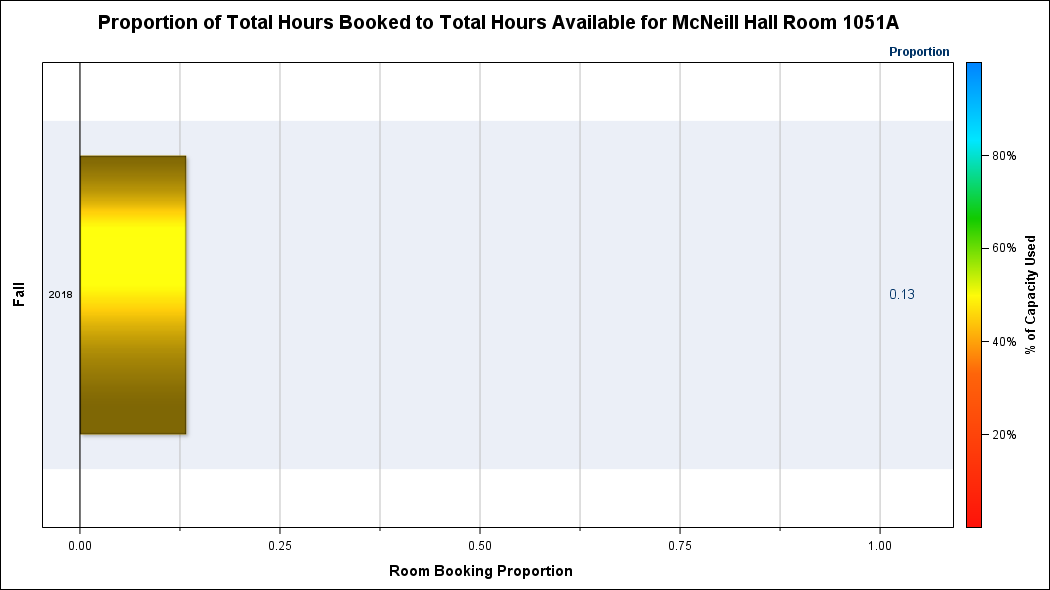 Proportion of Total Hours Booked to Total Hours Available for McNeill Hall Room 1051A
Proportion
80%
60%
40%
20%
% of Capacity Used
Fall
2018
0.13
0.00 0.25 0.50 0.75 1.00
Room Booking Proportion